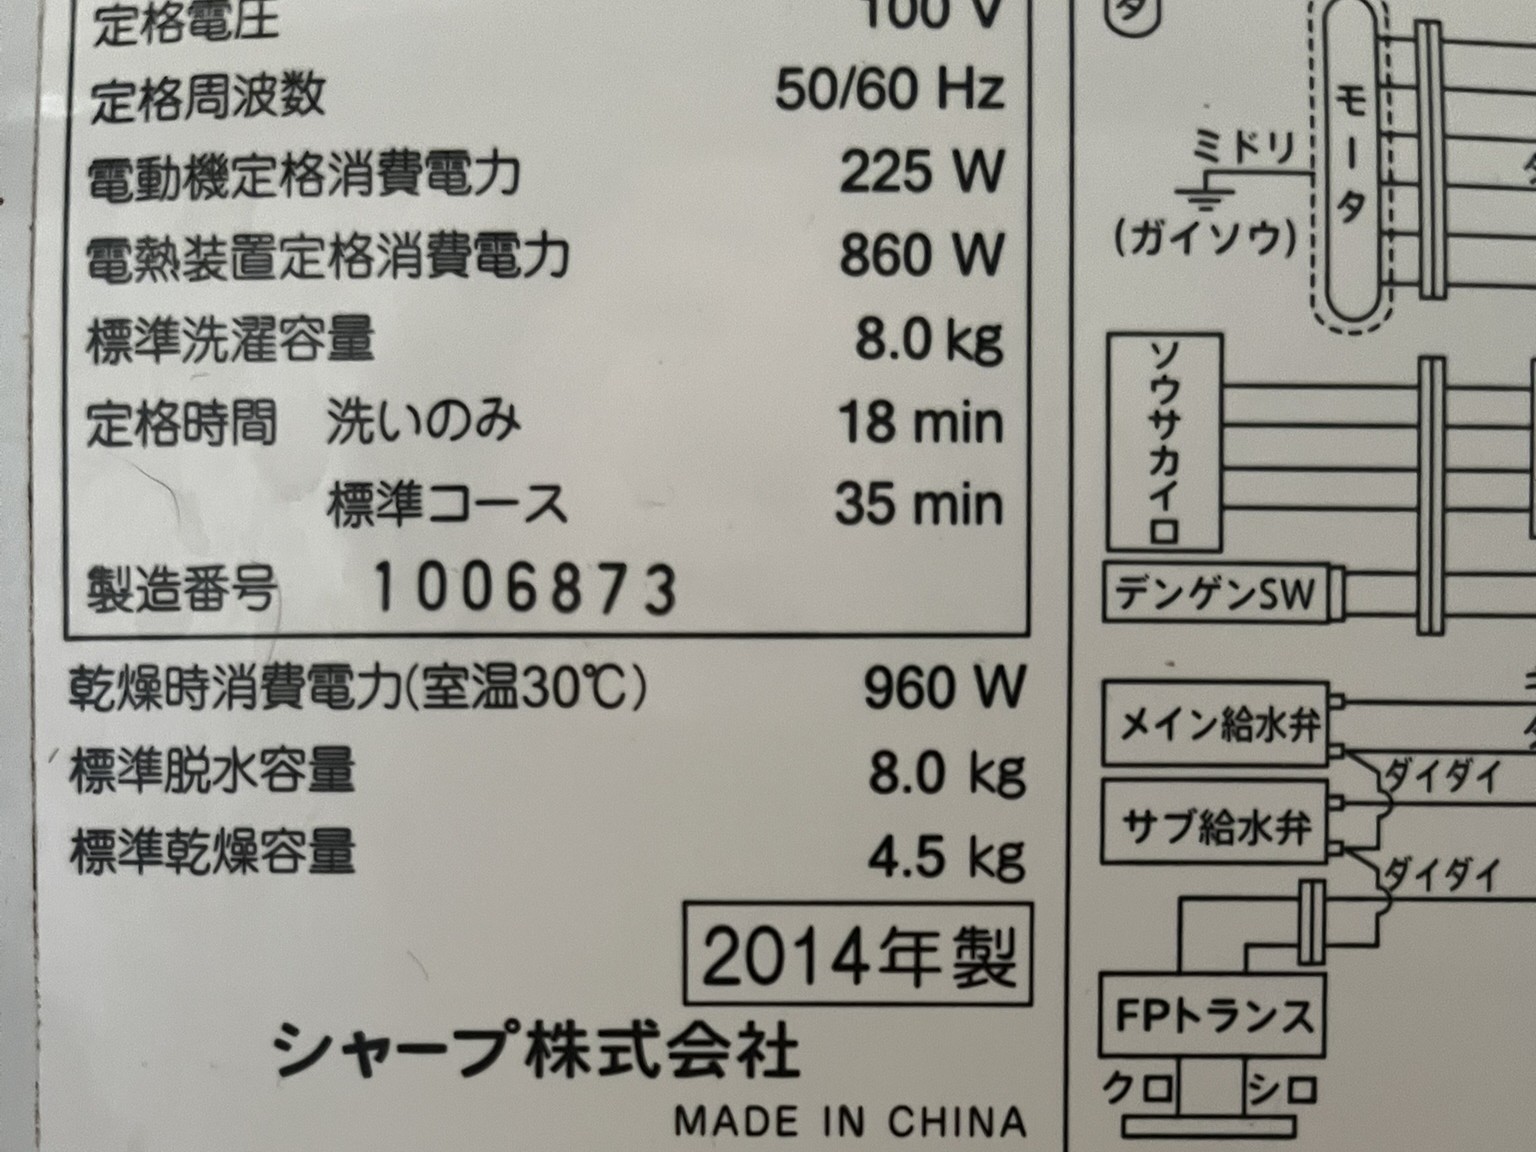 定格電圧 100 V
定格周波数 50/60 Hz
電動機定格消費電力 225 W
電熱装置定格消費電力 860 W
標準洗濯容量 8.0 kg
定格時間 洗いのみ 18 min
標準コース 35 min
製造番号 1006873
乾燥時消費電力(室温30℃) 960 W
標準脱水容量 8.0 kg
標準乾燥容量 4.5 kg
2014年製
シャープ株式会社
MADE IN CHINA
モータ
ミドリ
(ガイソウ)
ソウサカイロ
デンゲンSW
メイン給水弁
ダイダイ
サブ給水弁
ダイダイ
FPトランス
クロ シロ